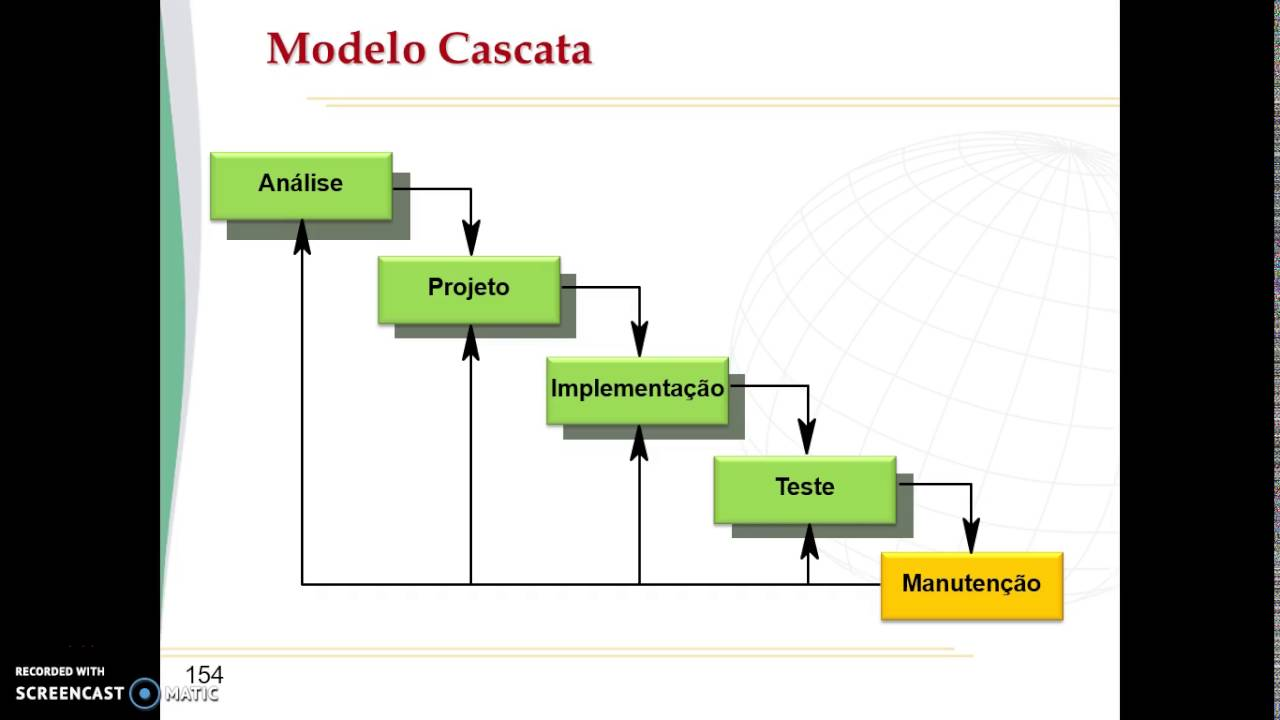 Modelo Cascata
Análise
Projeto
Implementação
Teste
Manutenção
154
RECORDED WITH
SCREENCAST MATIC